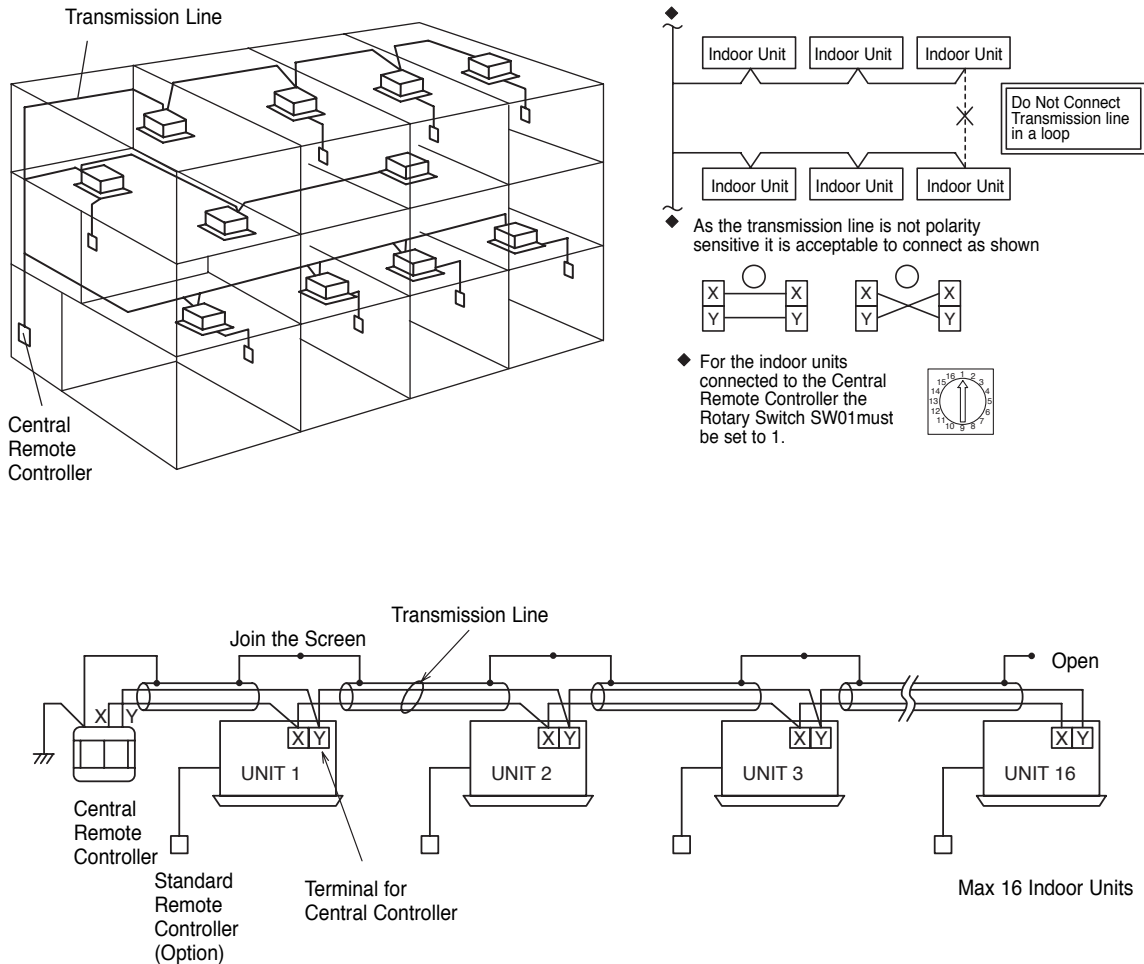 Transmission Line
Central
Remote
Controller
Indoor Unit Indoor Unit Indoor Unit
Do Not Connect
Transmission line
in a loop
Indoor Unit Indoor Unit Indoor Unit
As the transmission line is not polarity
sensitive it is acceptable to connect as shown
X X X X
Y Y Y Y
For the indoor units
connected to the Central
Remote Controller the
Rotary Switch SW01must
be set to 1.
1 2 3 4 5 6 7 8 9 10 11 12 13 14 15 16
Transmission Line
Join the Screen
Open
X Y
X Y X Y X Y X Y
UNIT 1 UNIT 2 UNIT 3 UNIT 16
Central
Remote
Controller
Standard
Remote
Controller
(Option)
Terminal for
Central Controller
Max 16 Indoor Units